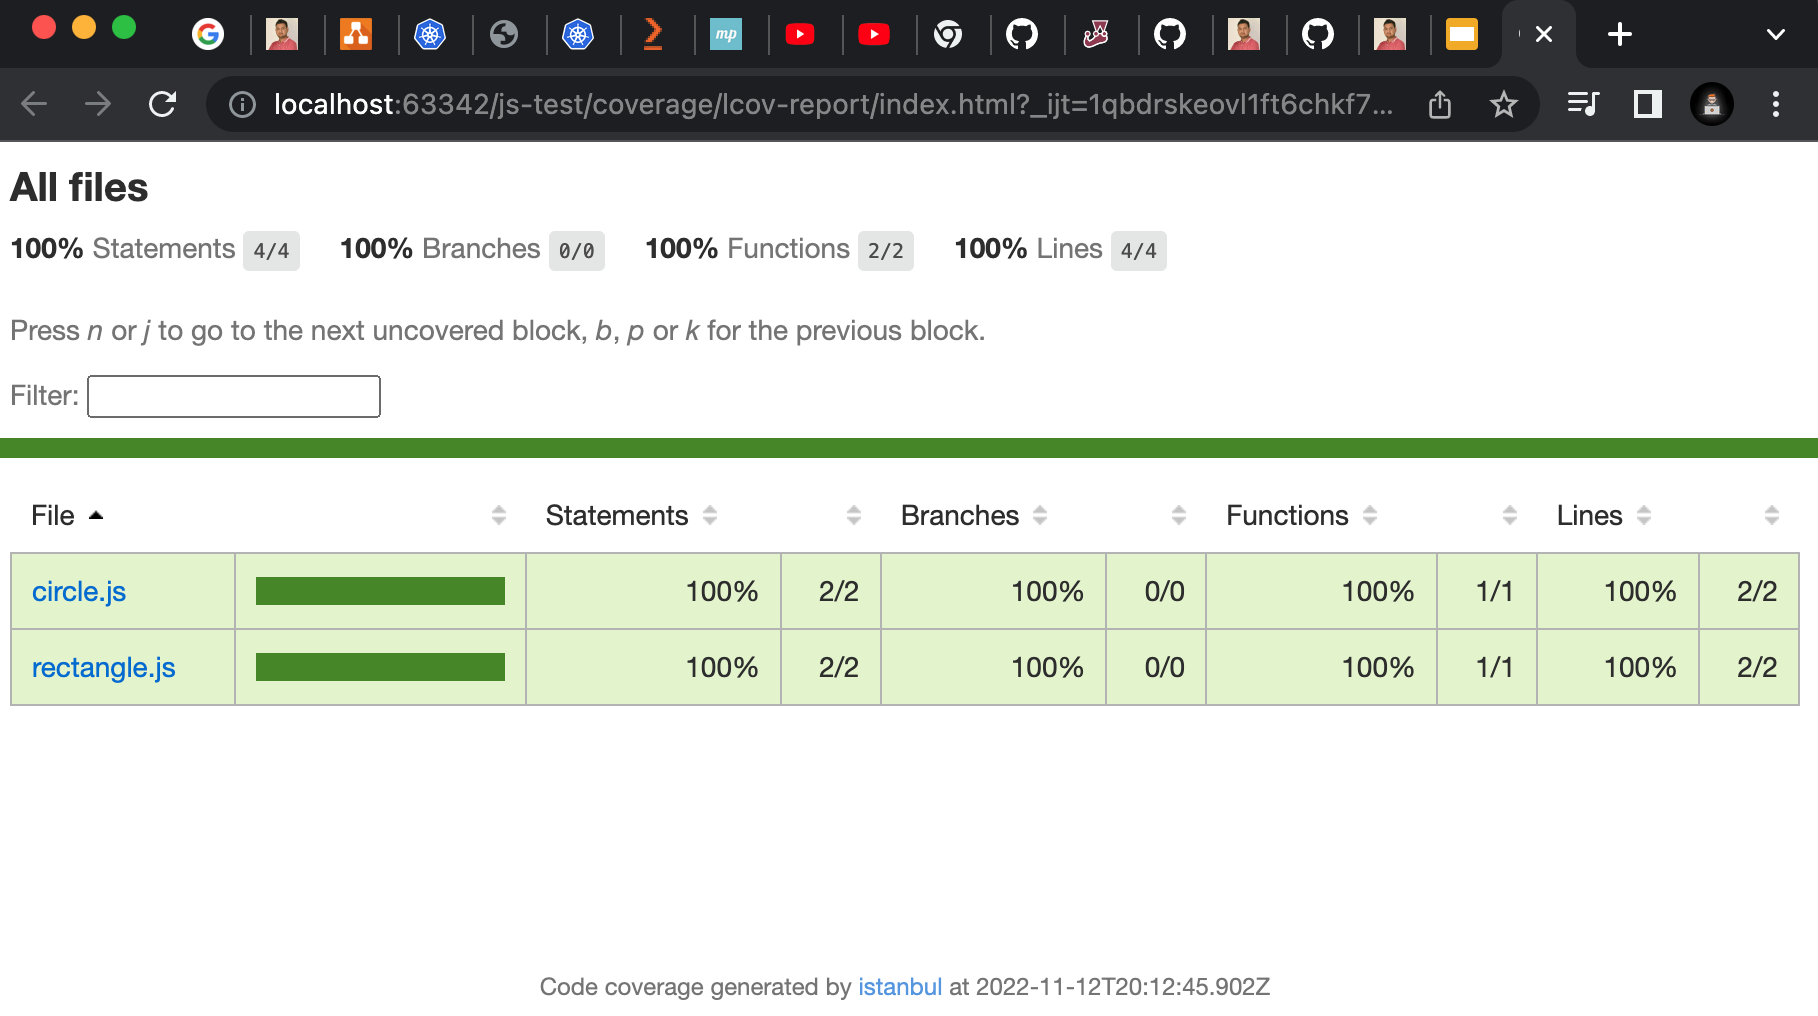 mp
localhost:63342/js-test/coverage/lcov-report/index.html?_ijt=1qbdrskeovl1ft6chkf7...
All files
100% Statements 4/4 100% Branches 0/0 100% Functions 2/2 100% Lines 4/4
Press n or j to go to the next uncovered block, b, p or k for the previous block.
Filter:
File Statements Branches Functions Lines
circle.js 100% 2/2 100% 0/0 100% 1/1 100% 2/2
rectangle.js 100% 2/2 100% 0/0 100% 1/1 100% 2/2
Code coverage generated by istanbul at 2022-11-12T20:12:45.902Z